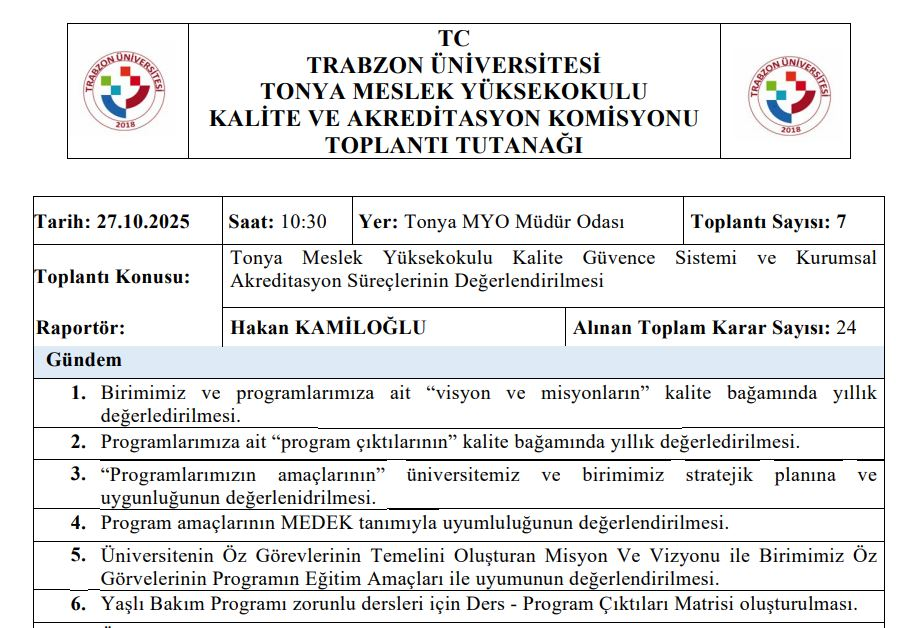 TRABZON ÜNİVERSİTESİ
2018
TC
TRABZON ÜNİVERSİTESİ
TONYA MESLEK YÜKSEKOKULU
KALİTE VE AKREDİTASYON KOMİSYONU
TOPLANTI TUTANAĞI
TRABZON ÜNİVERSİTESİ
2018
Tarih: 27.10.2025 Saat: 10:30 Yer: Tonya MYO Müdür Odası Toplantı Sayısı: 7
Toplantı Konusu:
Tonya Meslek Yüksekokulu Kalite Güvence Sistemi ve Kurumsal
Akreditasyon Süreçlerinin Değerlendirilmesi
Raportör: Hakan KAMİLOĞLU Alınan Toplam Karar Sayısı: 24
Gündem
1. Birimimiz ve programlarımıza ait “visyon ve misyonların” kalite bağamında yıllık
değerledirilmesi.
2. Programlarımıza ait “program çıktılarının” kalite bağamında yıllık değerledirilmesi.
3. “Programlarımızın amaçlarının” üniversitemiz ve birimimiz stratejik planına ve
uygunluğunun değerlenidrilmesi.
4. Program amaçlarının MEDEK tanımıyla uyumluluğunun değerlendirilmesi.
5. Üniversitenin Öz Görevlerinin Temelini Oluşturan Misyon Ve Vizyonu ile Birimimiz Öz
Görvelerinin Programın Eğitim Amaçları ile uyumunun değerlendirilmesi.
6. Yaşlı Bakım Programı zorunlu dersleri için Ders - Program Çıktıları Matrisi oluşturulması.